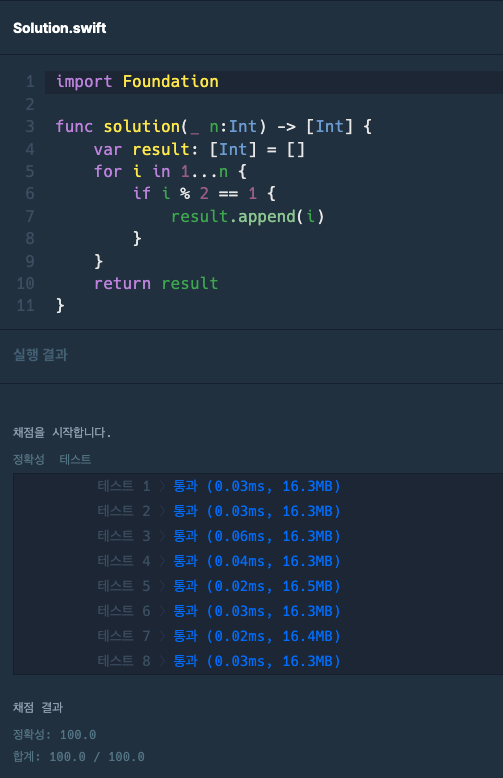 Solution.swift
1 import Foundation
2
3 func solution(_ n:Int) -> [Int] {
4     var result: [Int] = []
5     for i in 1...n {
6         if i % 2 == 1 {
7             result.append(i)
8         }
9     }
10     return result
11 }
실행 결과
채점을 시작합니다.
정확성 테스트
테스트 1 〉 통과 (0.03ms, 16.3MB)
테스트 2 〉 통과 (0.03ms, 16.3MB)
테스트 3 〉 통과 (0.06ms, 16.3MB)
테스트 4 〉 통과 (0.04ms, 16.3MB)
테스트 5 〉 통과 (0.02ms, 16.5MB)
테스트 6 〉 통과 (0.03ms, 16.3MB)
테스트 7 〉 통과 (0.02ms, 16.4MB)
테스트 8 〉 통과 (0.03ms, 16.3MB)
채점 결과
정확성: 100.0
합계: 100.0 / 100.0